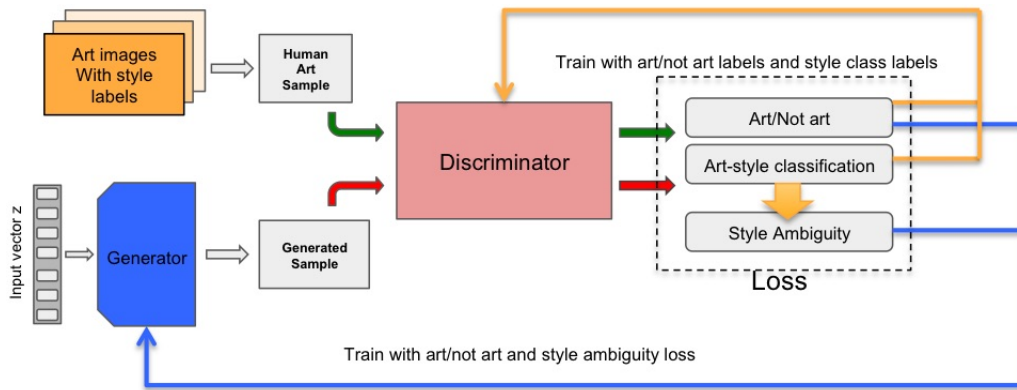 Art images
With style
labels
Human
Art
Sample
Train with art/not art labels and style class labels
Art/Not art
Discriminator
Art-style classification
Input vector z
Generator
Generated
Sample
Style Ambiguity
Loss
Train with art/not art and style ambiguity loss